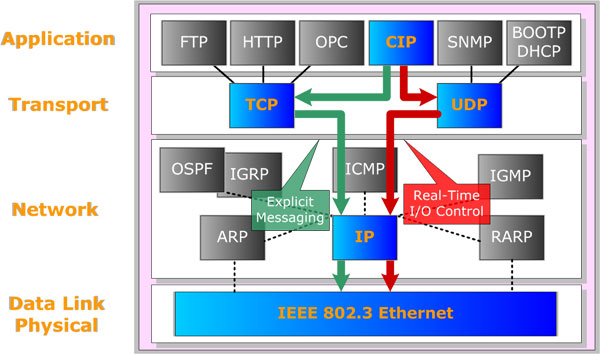 Application
FTP
HTTP
OPC
CIP
SNMP
BOOTP
DHCP
Transport
TCP
UDP
Network
OSPF
IGRP
ICMP
IGMP
Explicit
Messaging
Real-Time
I/O Control
ARP
IP
RARP
Data Link
Physical
IEEE 802.3 Ethernet